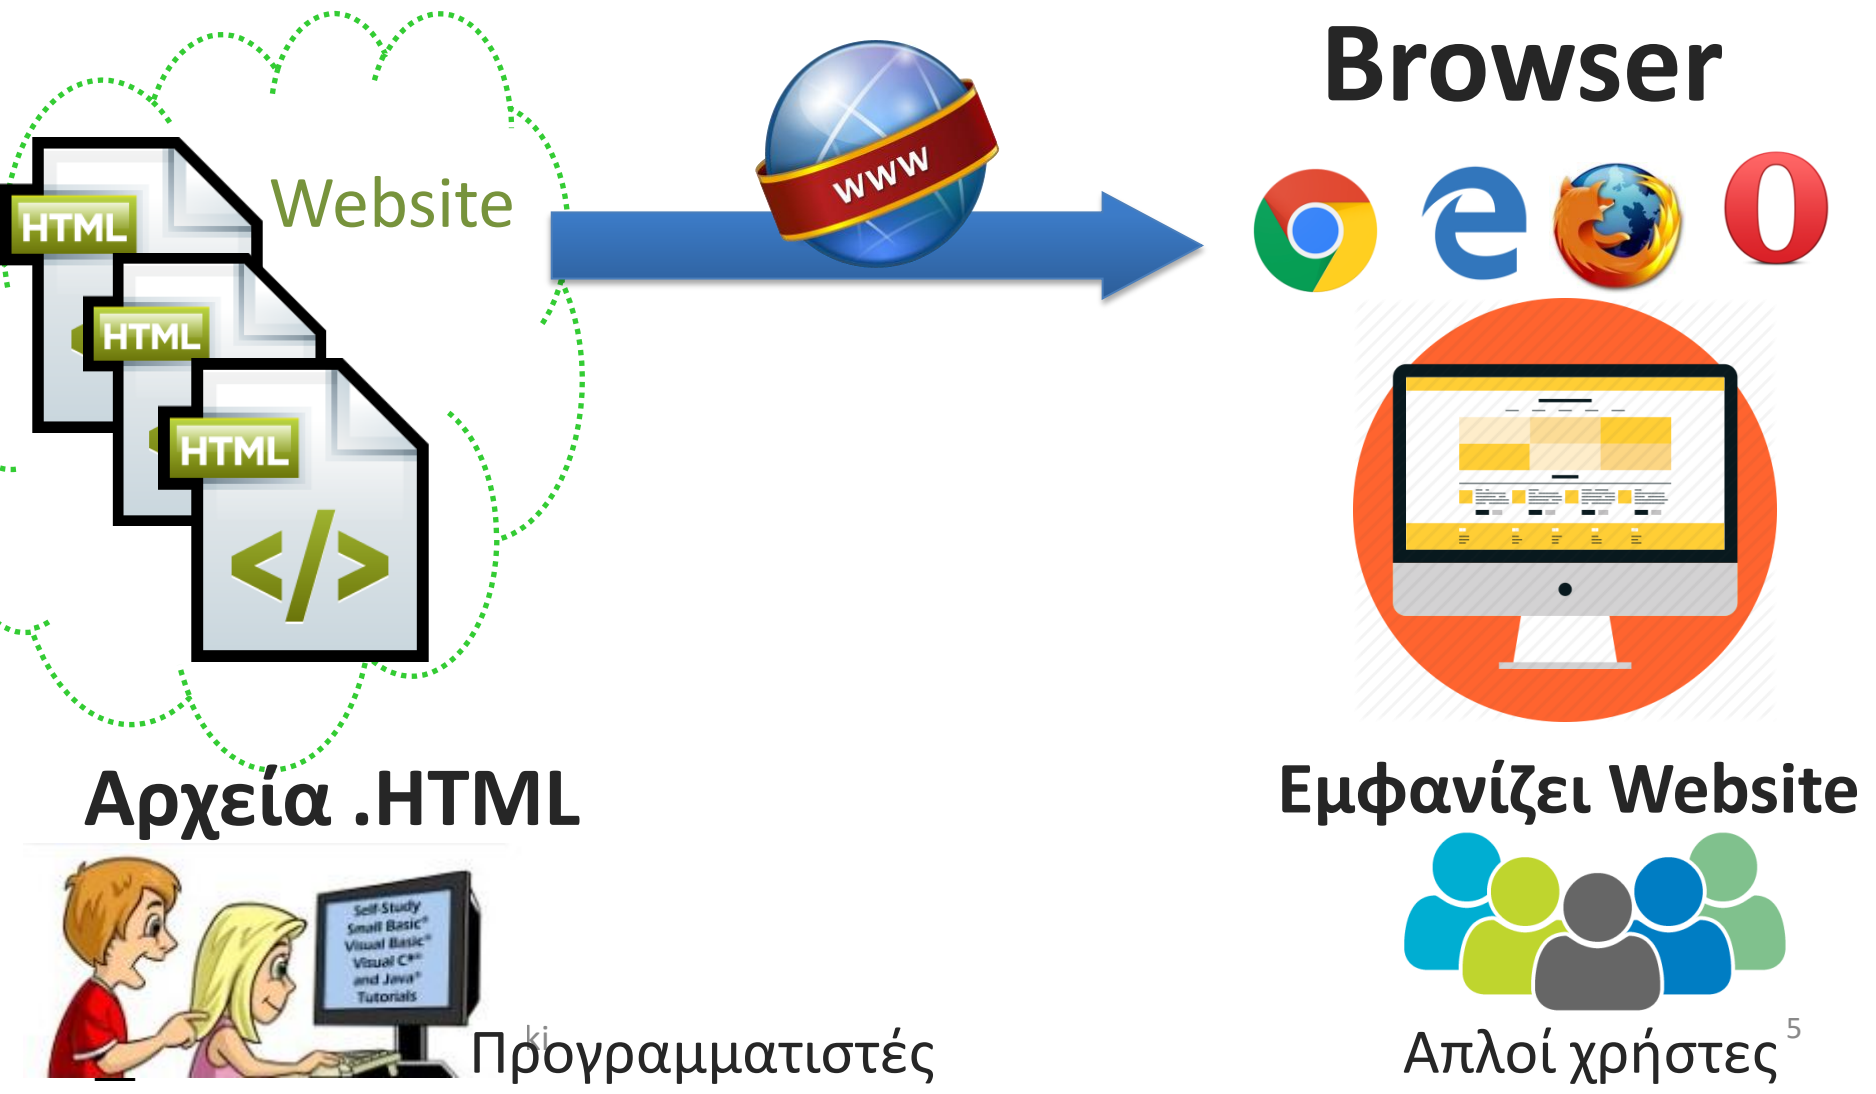 Browser
www
Website
HTML
HTML
HTML
</>
Αρχεία .HTML
Εμφανίζει Website
Self-Study
Small Basic®
Visual Basic®
Visual C#®
and Java®
Tutorials
ki
5
Προγραμματιστές
Απλοί χρήστες